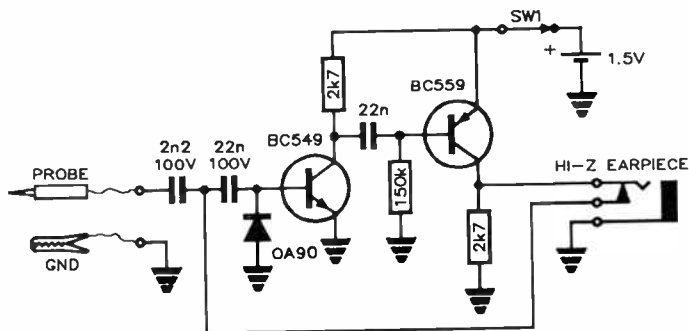 SW1
+
1.5V
2k7
BC559
22n
BC549
2n2
100V
22n
100V
PROBE
150k
HI-Z EARPIECE
2k7
OA90
GND